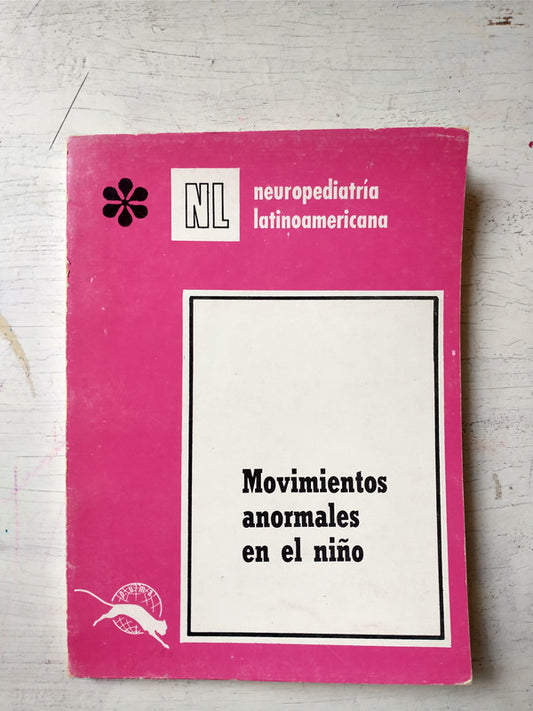 NL
neuropediatría
latinoamericana
Movimientos
anormales
en el niño